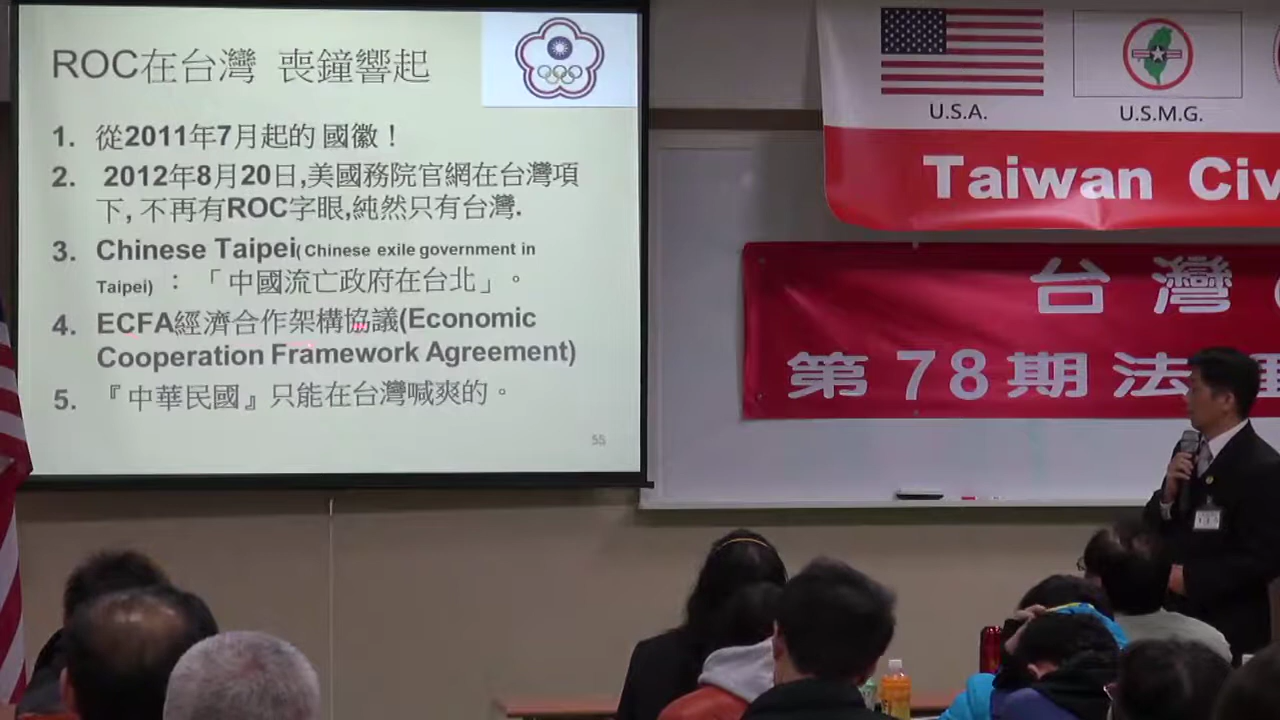 ROC在台灣 喪鐘響起
1. 從2011年7月起的 國徽！
2. 2012年8月20日,美國務院官網在台灣項
下, 不再有ROC字眼,純然只有台灣.
3. Chinese Taipei( Chinese exile government in
Taipei) ：「中國流亡政府在台北」。
4. ECFA經濟合作架構協議(Economic
Cooperation Framework Agreement)
5. 『中華民國』只能在台灣喊爽的。
55
U.S.A.
U.S.M.G.
Taiwan Civ
台灣
第78期法